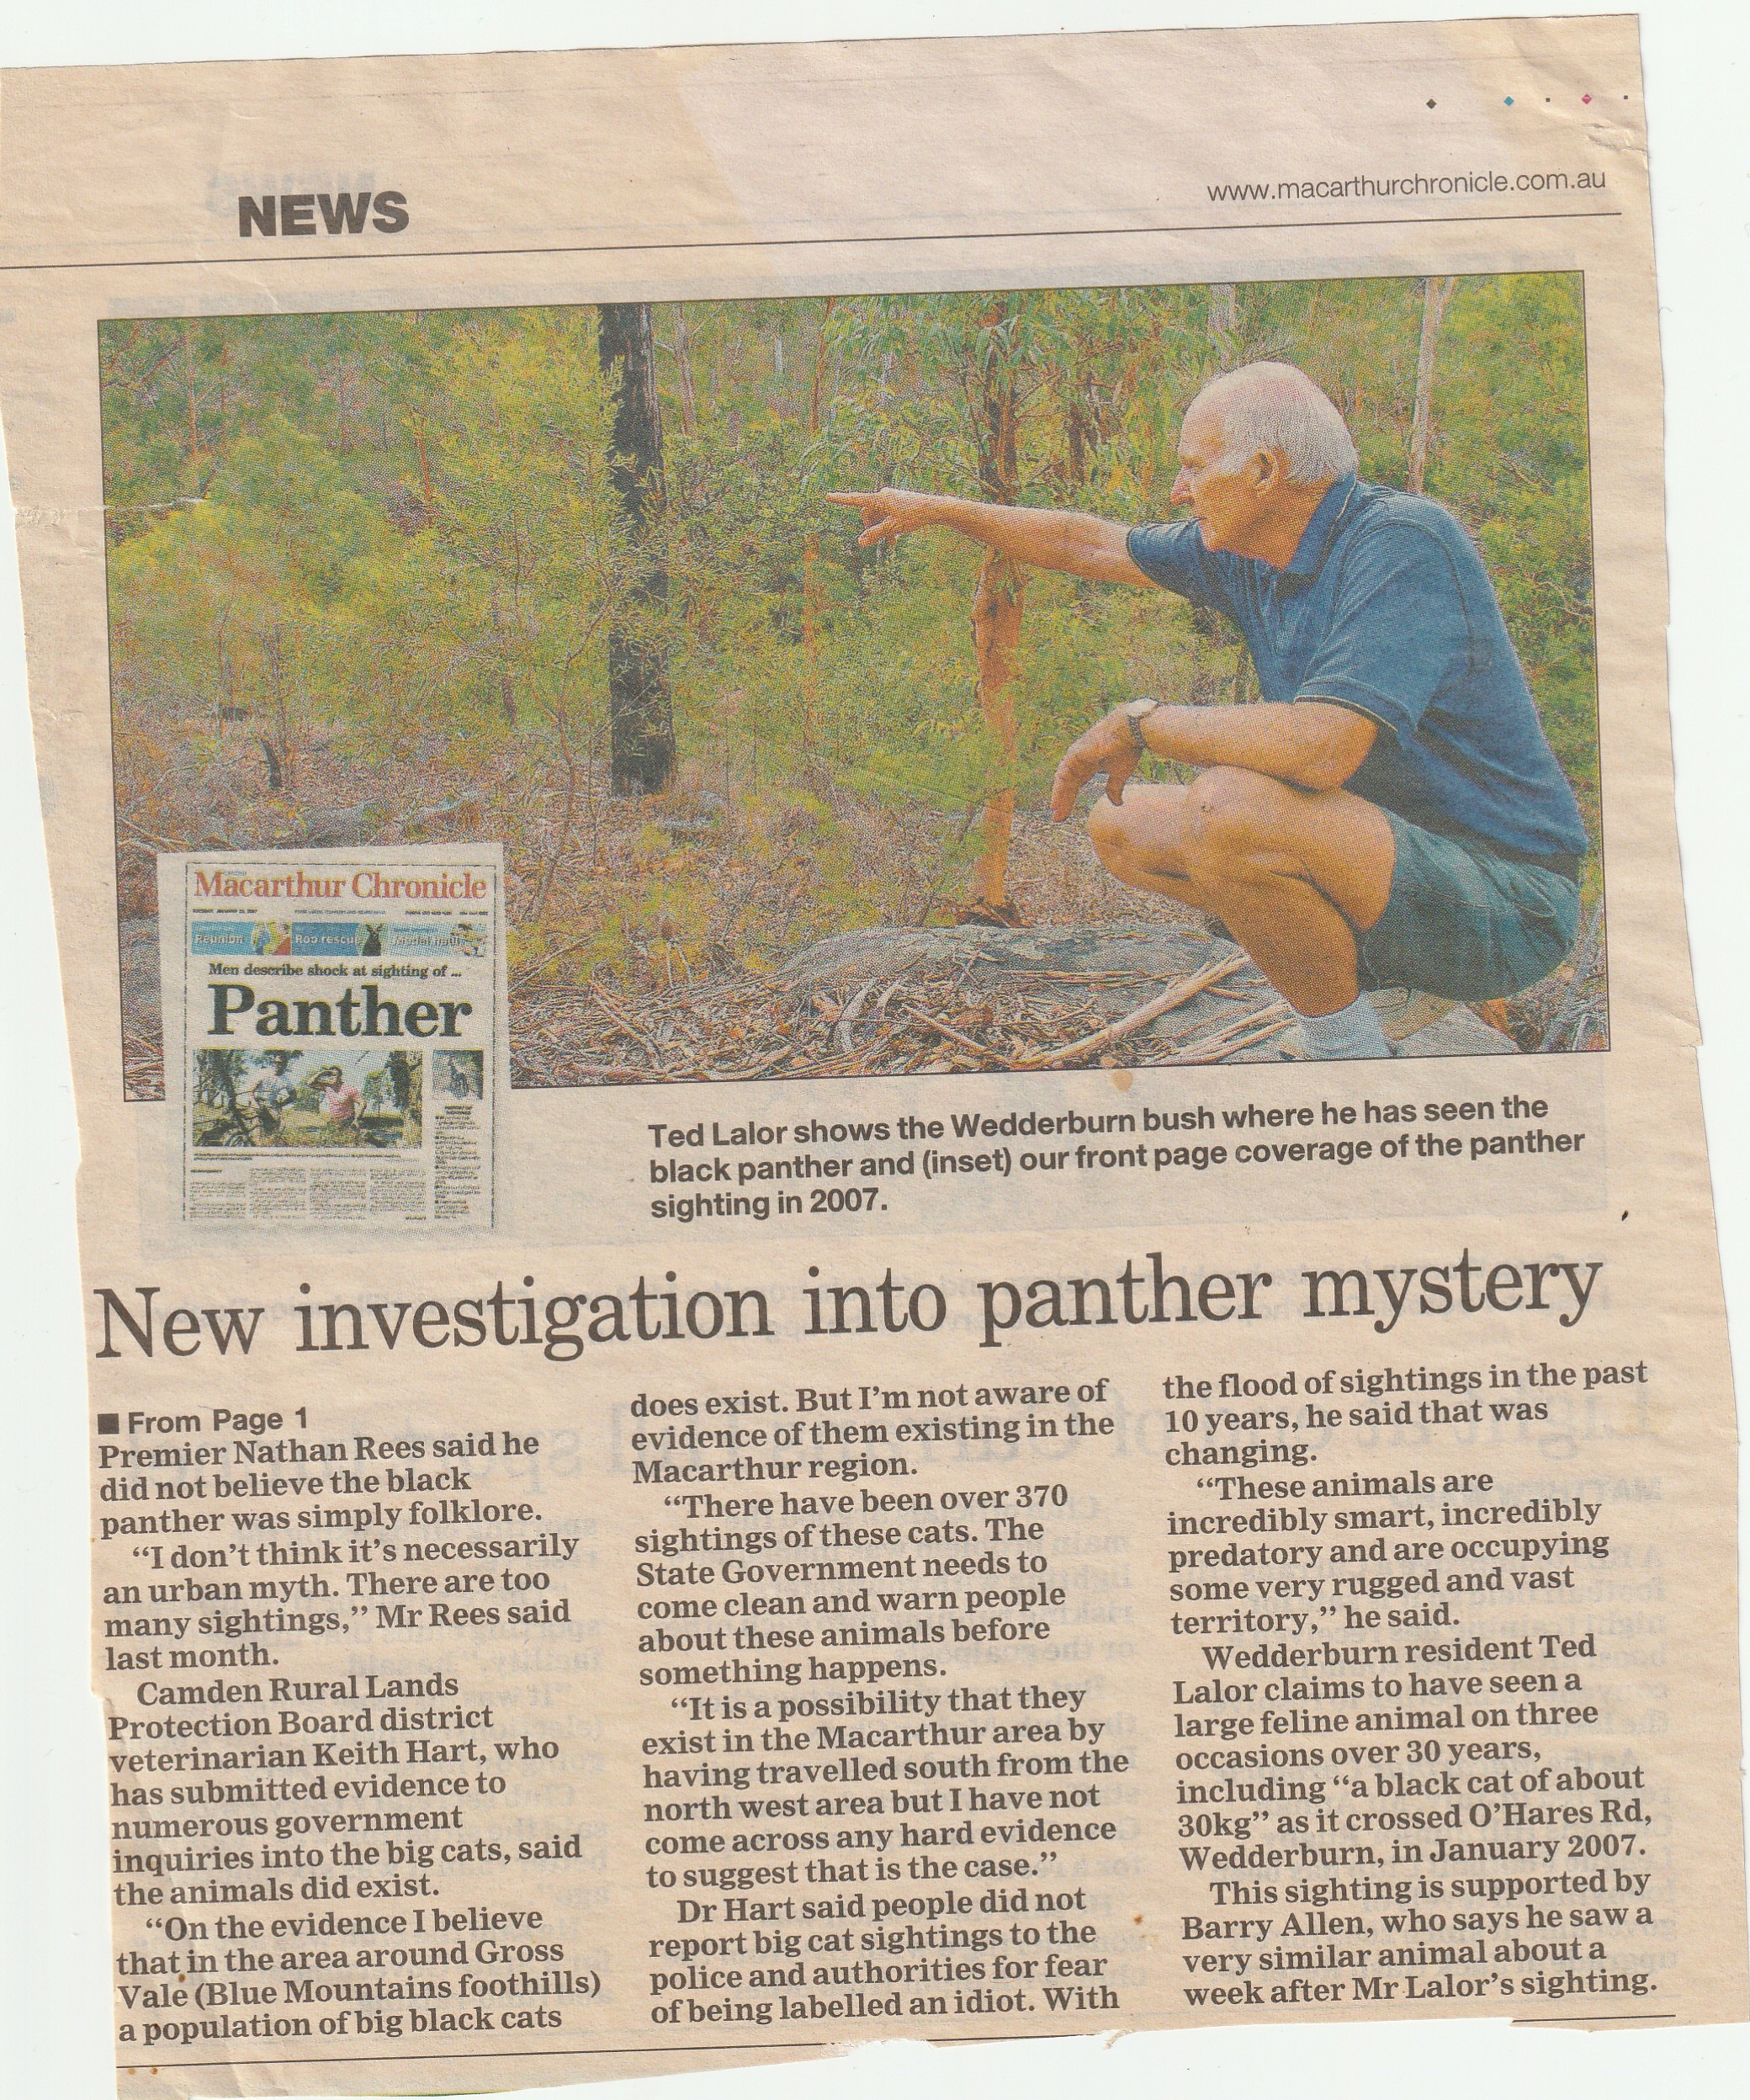 NEWS
www.macarthurchronicle.com.au
Macarthur Chronicle
Reunion
Roo rescue
Men describe shock at sighting of ...
Panther
Ted Lalor shows the Wedderburn bush where he has seen the
black panther and (inset) our front page coverage of the panther
sighting in 2007.
New investigation into panther mystery
■ From Page 1
Premier Nathan Rees said he
did not believe the black
panther was simply folklore.
“I don’t think it’s necessarily
an urban myth. There are too
many sightings,” Mr Rees said
last month.
Camden Rural Lands
Protection Board district
veterinarian Keith Hart, who
has submitted evidence to
numerous government
inquiries into the big cats, said
the animals did exist.
“On the evidence I believe
that in the area around Gross
Vale (Blue Mountains foothills)
a population of big black cats
does exist. But I’m not aware of
evidence of them existing in the
Macarthur region.
“There have been over 370
sightings of these cats. The
State Government needs to
come clean and warn people
about these animals before
something happens.
“It is a possibility that they
exist in the Macarthur area by
having travelled south from the
north west area but I have not
come across any hard evidence
to suggest that is the case.”
Dr Hart said people did not
report big cat sightings to the
police and authorities for fear
of being labelled an idiot. With
the flood of sightings in the past
10 years, he said that was
changing.
“These animals are
incredibly smart, incredibly
predatory and are occupying
some very rugged and vast
territory,” he said.
Wedderburn resident Ted
Lalor claims to have seen a
large feline animal on three
occasions over 30 years,
including “a black cat of about
30kg” as it crossed O’Hares Rd,
Wedderburn, in January 2007.
This sighting is supported by
Barry Allen, who says he saw a
very similar animal about a
week after Mr Lalor’s sighting.